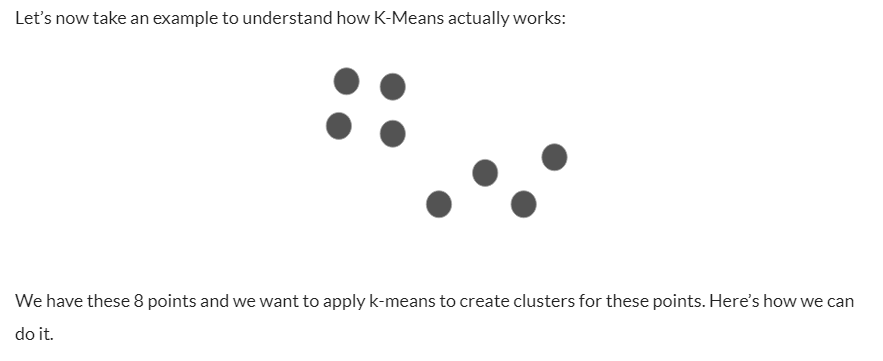 Let's now take an example to understand how K-Means actually works:
We have these 8 points and we want to apply k-means to create clusters for these points. Here's how we can
do it.